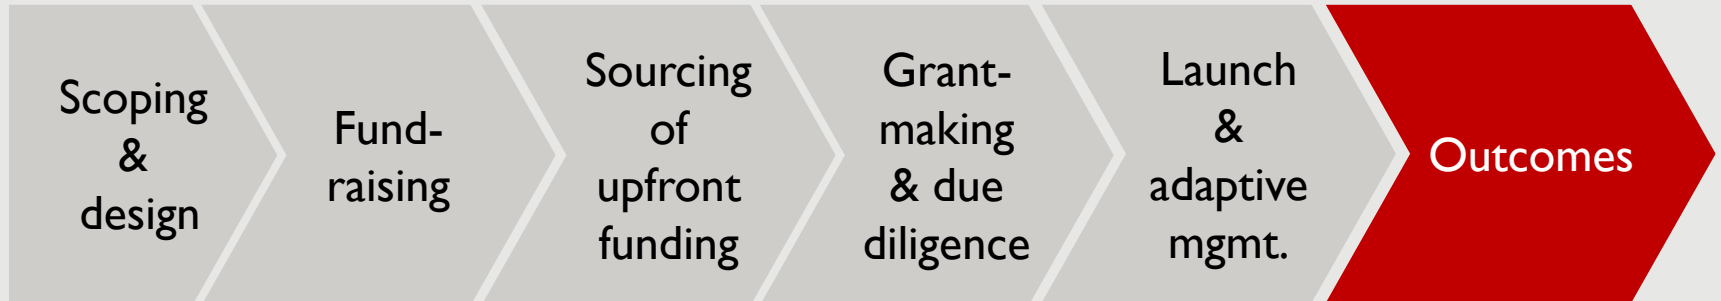 Scoping
&
design
Fund-
raising
Sourcing
of
upfront
funding
Grant-
making
& due
diligence
Launch
&
adaptive
mgmt.
Outcomes